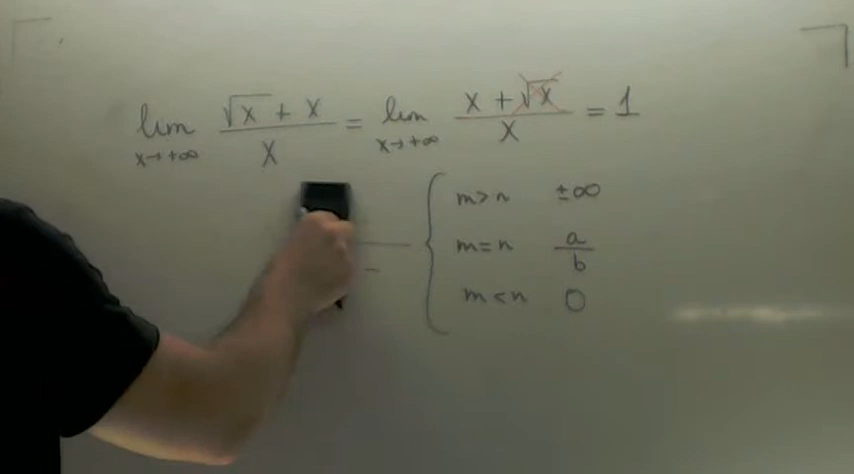 lim x→+∞ (√x + x)/x = lim x→+∞ (x + √x)/x = 1
m>n ±∞
m=n a/b
m<n 0